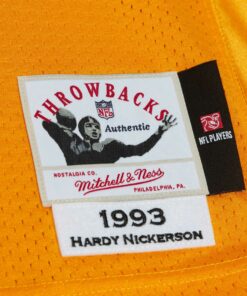 THROWBACKS
NFL
Authentic
NFL PLAYERS
NOSTALGIA CO.
Mitchell & Ness
PHILADELPHIA, PA.
1993
HARDY NICKERSON